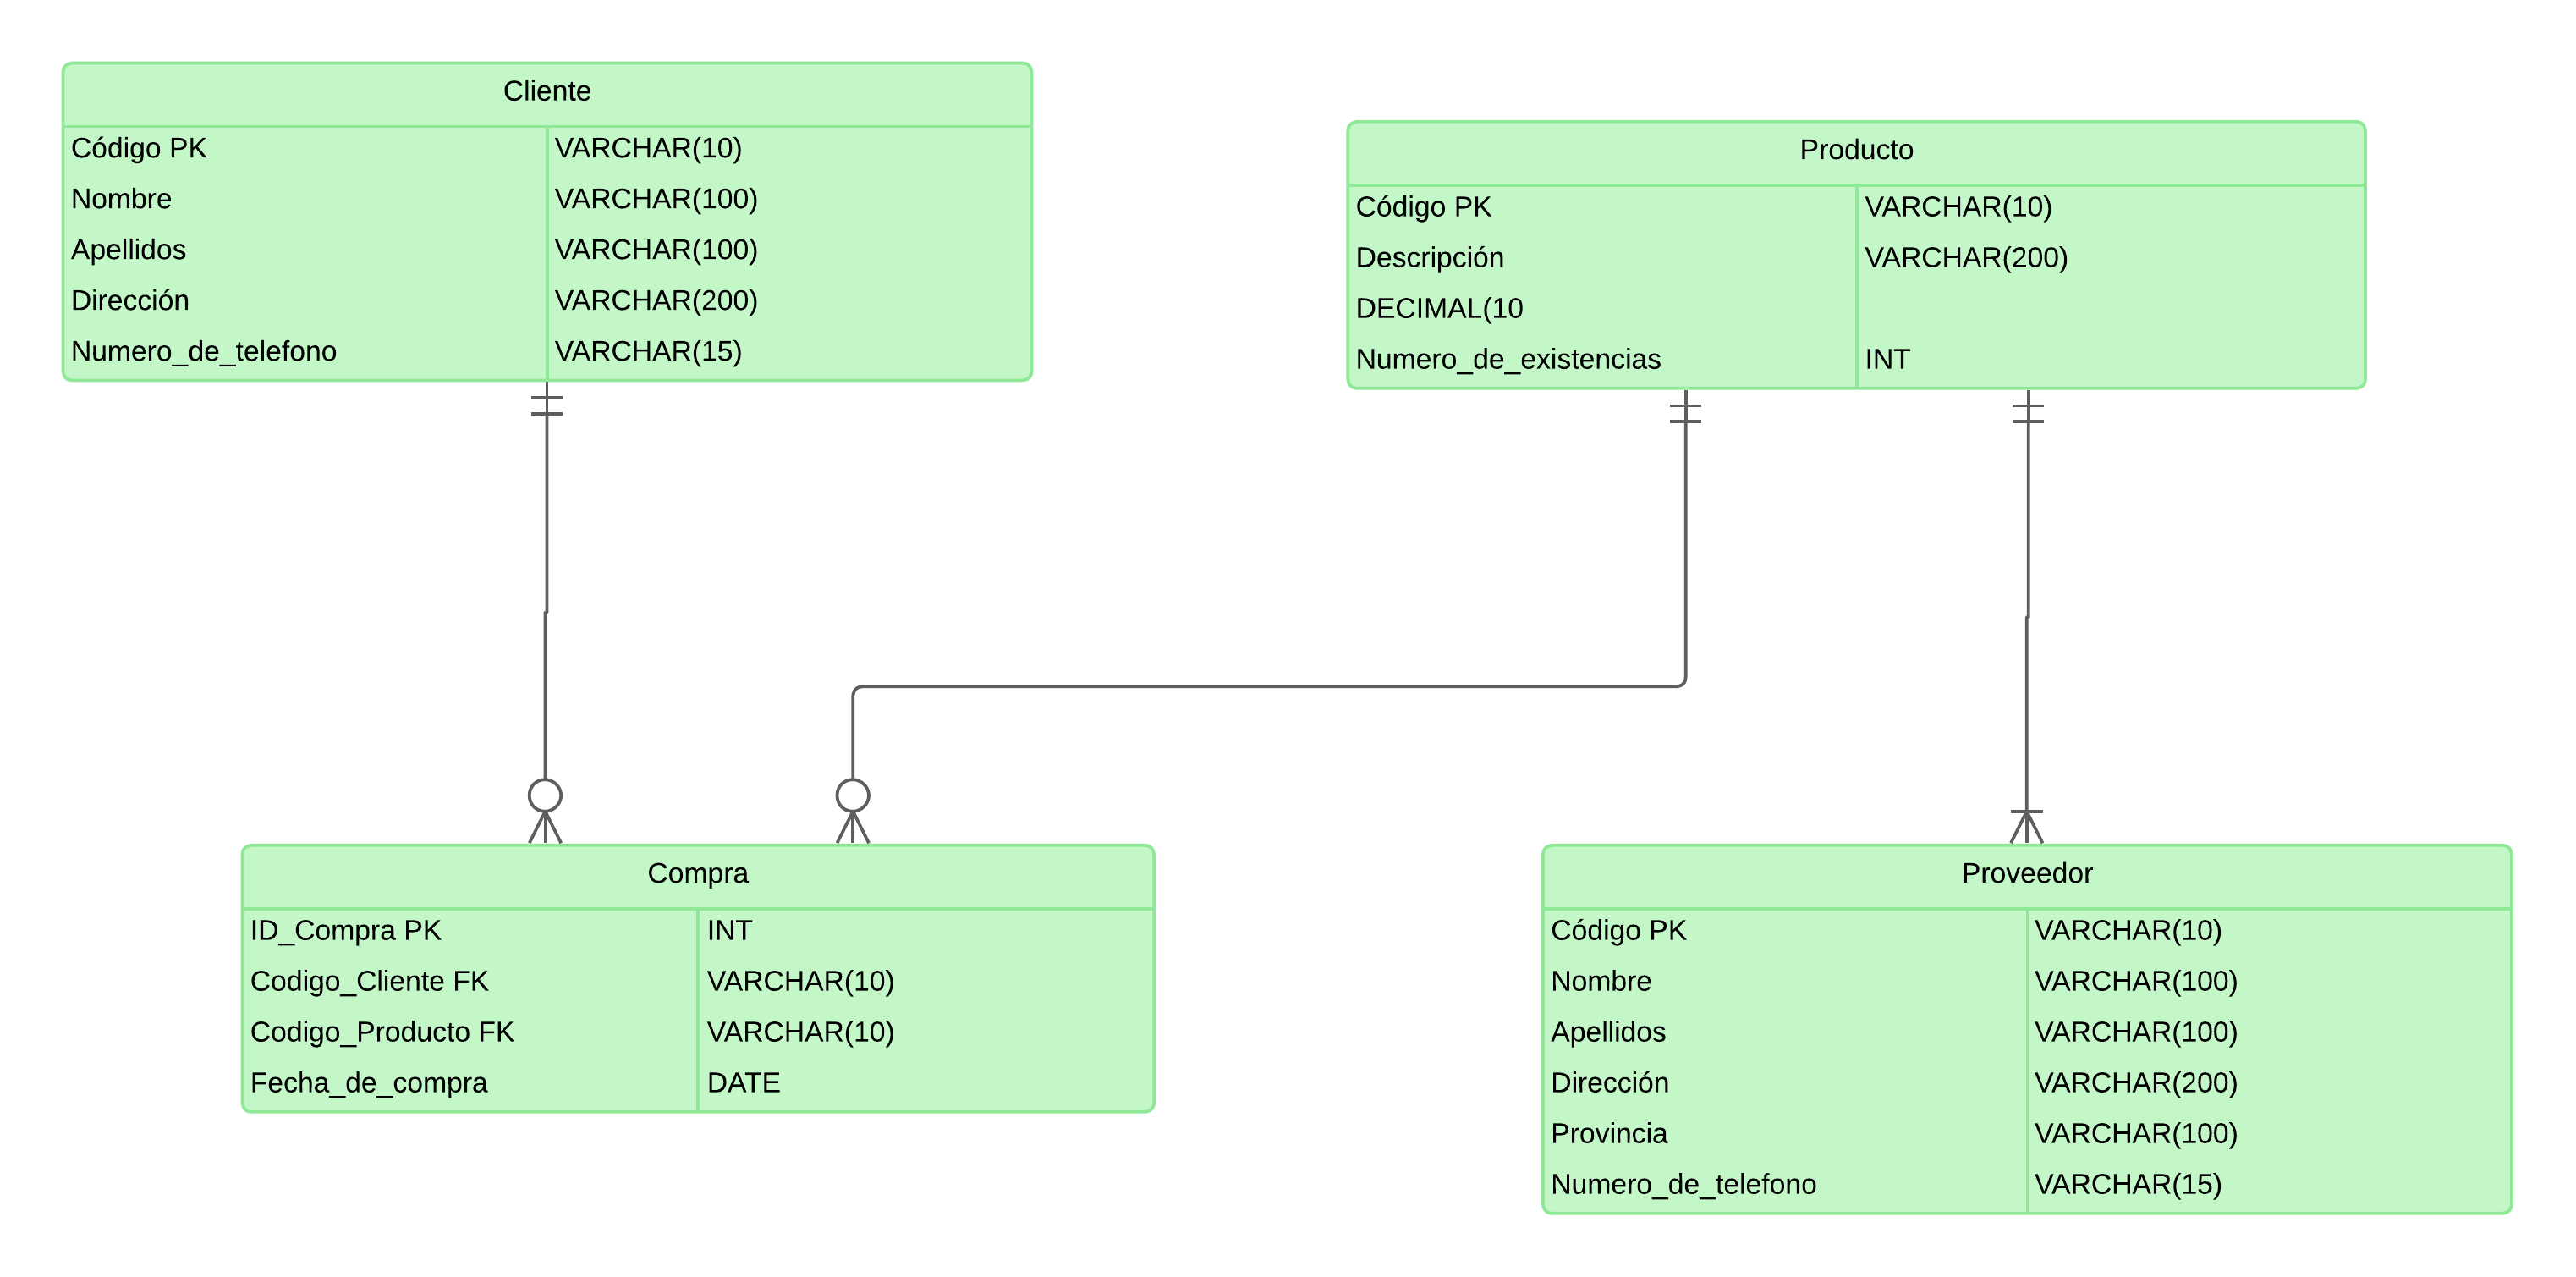 Cliente
Código PK VARCHAR(10)
Nombre VARCHAR(100)
Apellidos VARCHAR(100)
Dirección VARCHAR(200)
Numero_de_telefono VARCHAR(15)
Producto
Código PK VARCHAR(10)
Descripción VARCHAR(200)
DECIMAL(10
Numero_de_existencias INT
Compra
ID_Compra PK INT
Codigo_Cliente FK VARCHAR(10)
Codigo_Producto FK VARCHAR(10)
Fecha_de_compra DATE
Proveedor
Código PK VARCHAR(10)
Nombre VARCHAR(100)
Apellidos VARCHAR(100)
Dirección VARCHAR(200)
Provincia VARCHAR(100)
Numero_de_telefono VARCHAR(15)